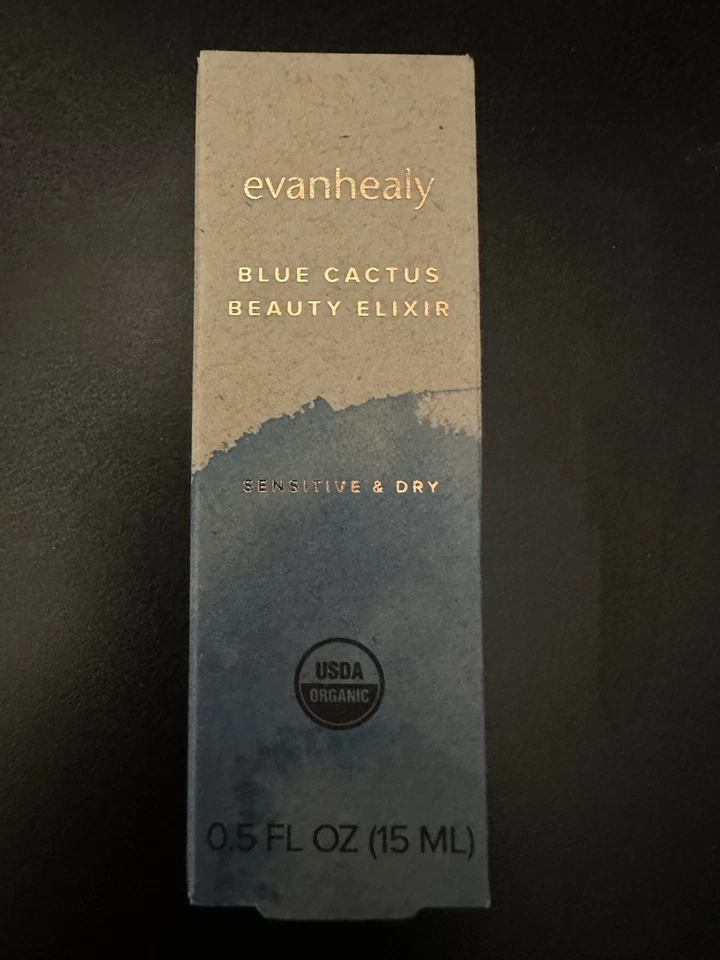 evanhealy
BLUE CACTUS
BEAUTY ELIXIR
SENSITIVE & DRY
USDA
ORGANIC
0.5 FL OZ (15 ML)